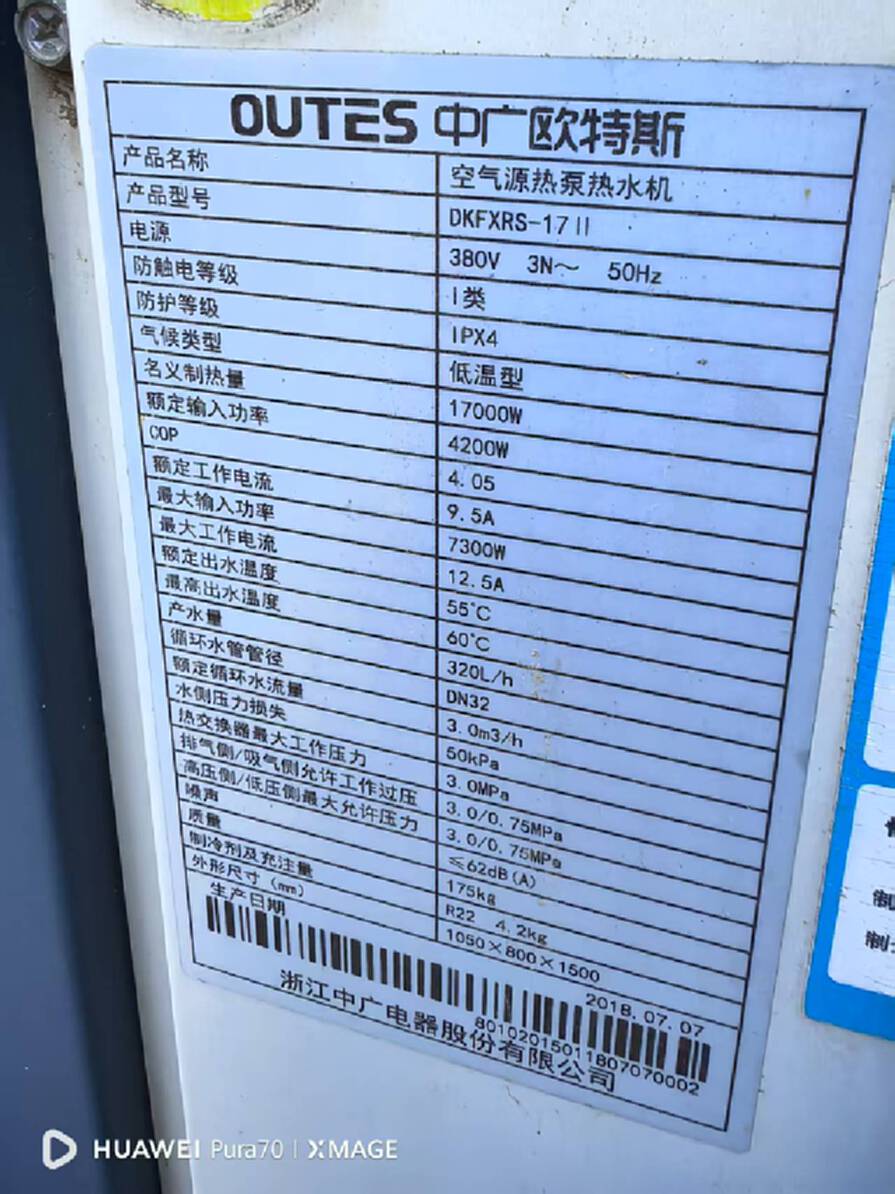 OUTES 中广欧特斯
产品名称 空气源热泵热水机
产品型号 DKFXRS-17II
电源 380V 3N～ 50Hz
防触电等级 I类
防护等级 IPX4
气候类型 低温型
名义制热量 17000W
额定输入功率 4200W
COP 4.05
额定工作电流 9.5A
最大输入功率 7300W
最大工作电流 12.5A
额定出水温度 55℃
最高出水温度 60℃
产水量 320L/h
循环水管管径 DN32
额定循环水流量 3.0m3/h
水侧压力损失 50kPa
热交换器最大工作压力 3.0MPa
排气侧/吸气侧允许工作过压 3.0/0.75MPa
高压侧/低压侧最大允许压力 3.0/0.75MPa
噪声 ≤62dB(A)
质量 175kg
制冷剂及充注量 R22 4.2kg
外形尺寸(mm) 1050×800×1500
生产日期 2018.07.07
80102015011807070002
浙江中广电器股份有限公司
HUAWEI Pura70 | XMAGE